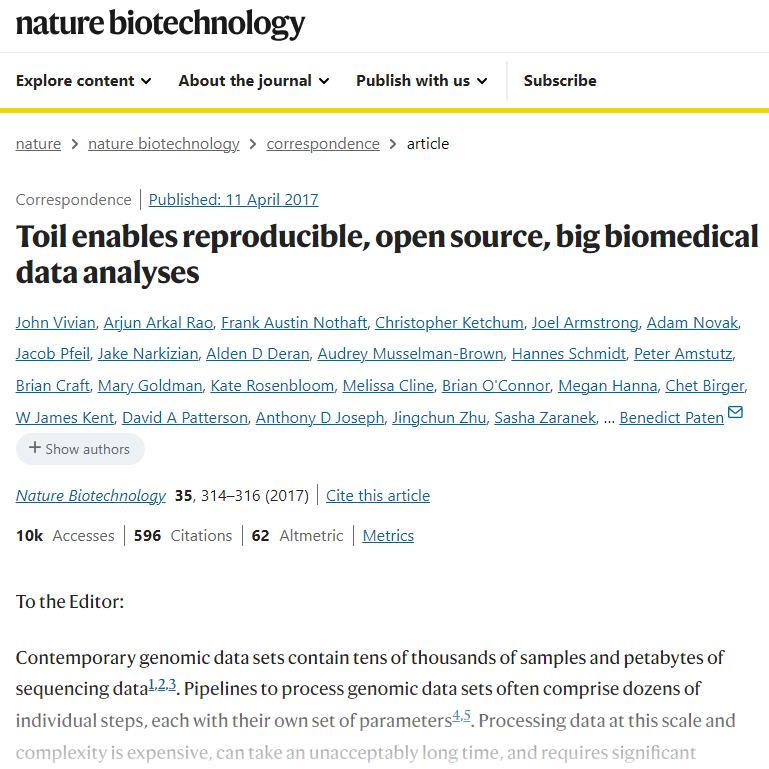 nature biotechnology
Explore content About the journal Publish with us Subscribe
nature > nature biotechnology > correspondence > article
Correspondence | Published: 11 April 2017
Toil enables reproducible, open source, big biomedical
data analyses
John Vivian, Arjun Arkal Rao, Frank Austin Nothaft, Christopher Ketchum, Joel Armstrong, Adam Novak,
Jacob Pfeil, Jake Narkizian, Alden D Deran, Audrey Musselman-Brown, Hannes Schmidt, Peter Amstutz,
Brian Craft, Mary Goldman, Kate Rosenbloom, Melissa Cline, Brian O'Connor, Megan Hanna, Chet Birger,
W James Kent, David A Patterson, Anthony D Joseph, Jingchun Zhu, Sasha Zaranek, ... Benedict Paten
+ Show authors
Nature Biotechnology 35, 314–316 (2017) | Cite this article
10k Accesses | 596 Citations | 62 Altmetric | Metrics
To the Editor:
Contemporary genomic data sets contain tens of thousands of samples and petabytes of
sequencing data1,2,3. Pipelines to process genomic data sets often comprise dozens of
individual steps, each with their own set of parameters4,5. Processing data at this scale and
complexity is expensive, can take an unacceptably long time, and requires significant